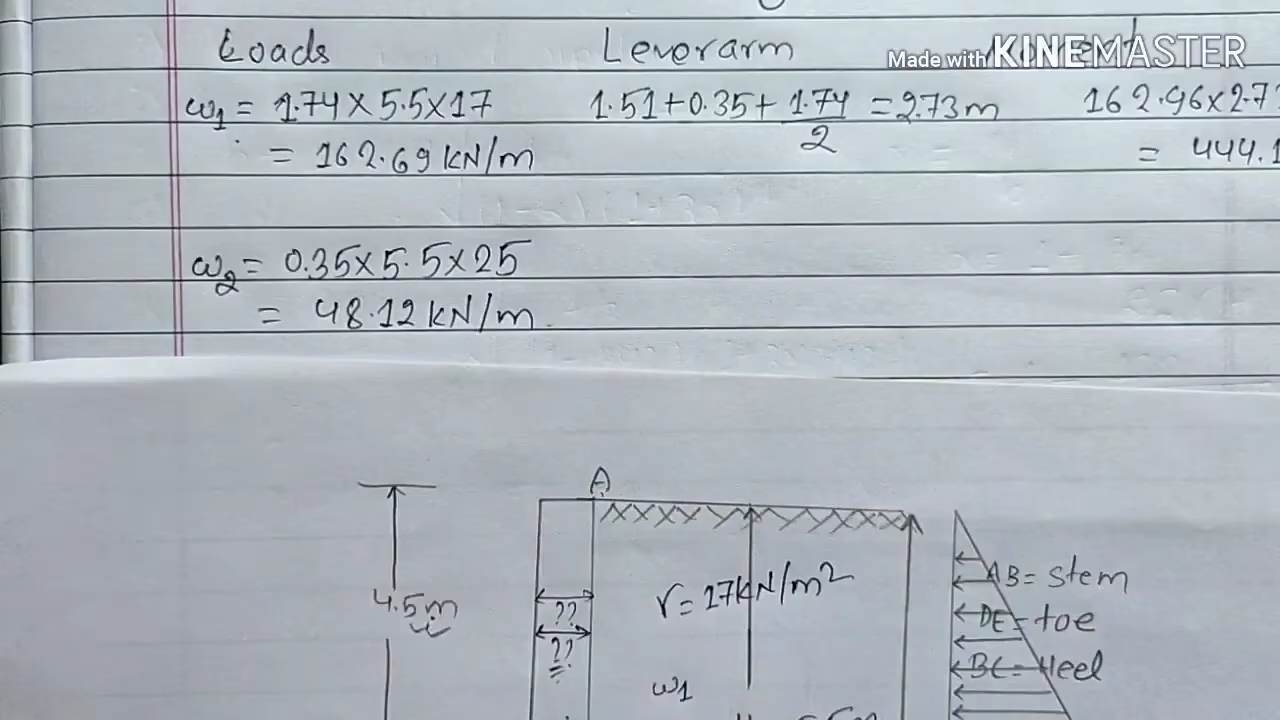 Loads Leverarm
Made with KINEMASTER
w1 = 1.74×5.5×17 1.51+0.35+1.74/2 =2.73m 162.96×2.7
= 162.69 KN/m = 444.1
w2 = 0.35×5.5×25
= 48.12 KN/m
A
4.5m
r= 17kN/m2
??
??
w1
AB= stem
DE= toe
BC= Heel